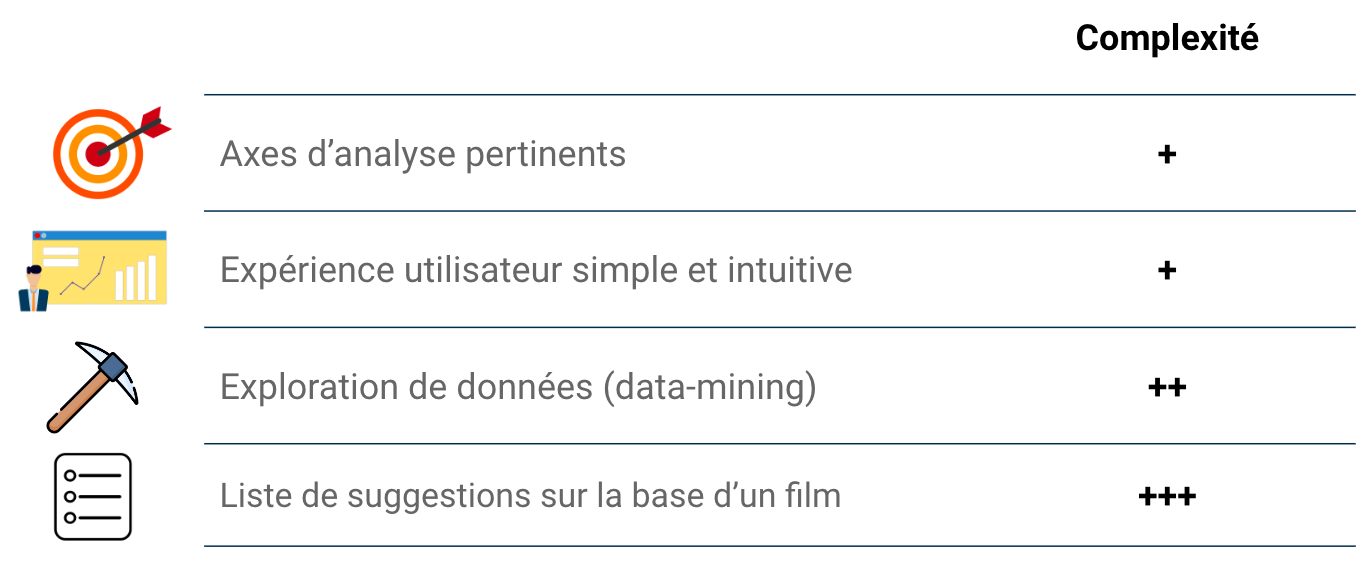 Complexité
Axes d’analyse pertinents +
Expérience utilisateur simple et intuitive +
Exploration de données (data-mining) ++
Liste de suggestions sur la base d’un film +++